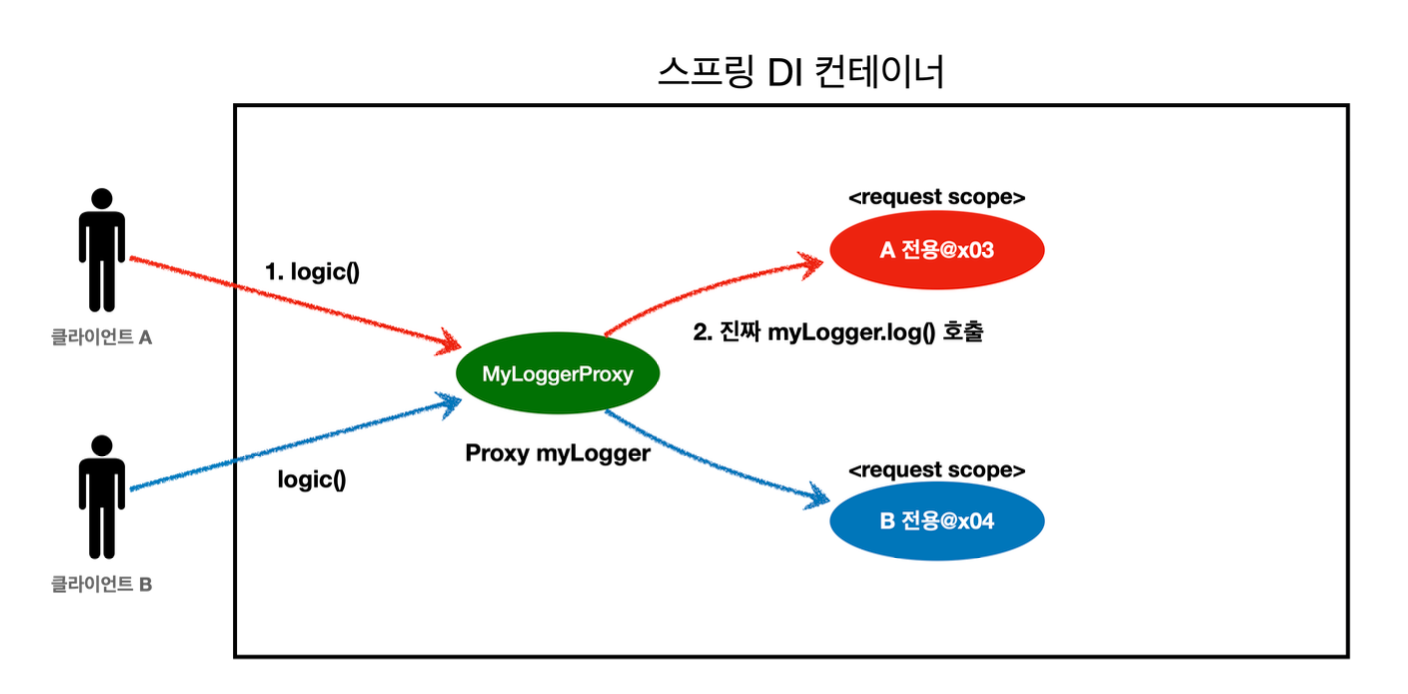 스프링 DI 컨테이너
<request scope>
A 전용@x03
1. logic()
클라이언트 A
2. 진짜 myLogger.log() 호출
MyLoggerProxy
Proxy myLogger
logic()
<request scope>
B 전용@x04
클라이언트 B